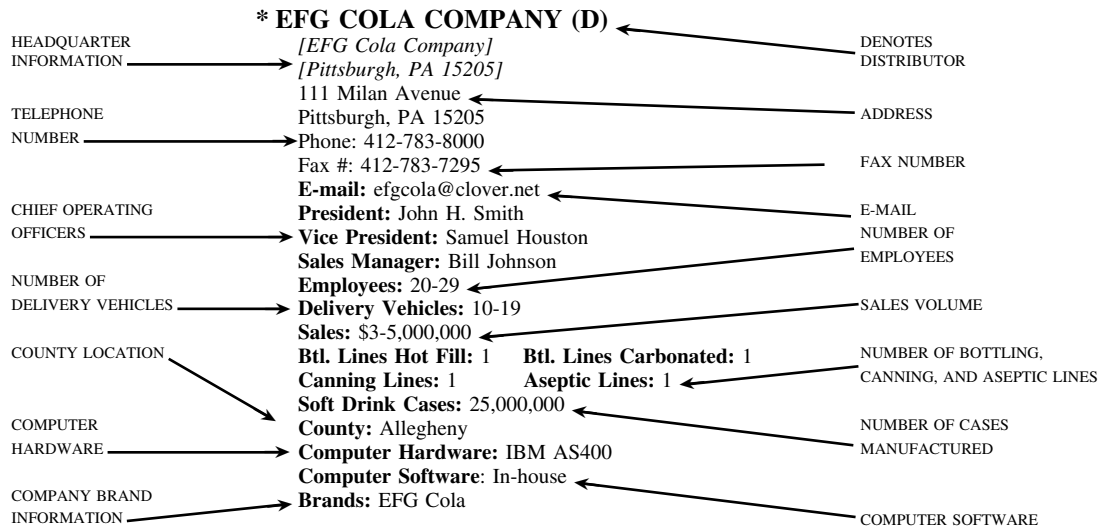 * EFG COLA COMPANY (D)
HEADQUARTER
INFORMATION
[EFG Cola Company]
[Pittsburgh, PA 15205]
DENOTES
DISTRIBUTOR
111 Milan Avenue
ADDRESS
TELEPHONE
NUMBER
Pittsburgh, PA 15205
Phone: 412-783-8000
Fax #: 412-783-7295
FAX NUMBER
E-mail: efgcola@clover.net
E-MAIL
CHIEF OPERATING
OFFICERS
President: John H. Smith
Vice President: Samuel Houston
Sales Manager: Bill Johnson
NUMBER OF
EMPLOYEES
Employees: 20-29
NUMBER OF
DELIVERY VEHICLES
Delivery Vehicles: 10-19
Sales: $3-5,000,000
SALES VOLUME
COUNTY LOCATION
Btl. Lines Hot Fill: 1 Btl. Lines Carbonated: 1
Canning Lines: 1 Aseptic Lines: 1
NUMBER OF BOTTLING,
CANNING, AND ASEPTIC LINES
Soft Drink Cases: 25,000,000
County: Allegheny
NUMBER OF CASES
MANUFACTURED
COMPUTER
HARDWARE
Computer Hardware: IBM AS400
Computer Software: In-house
COMPANY BRAND
INFORMATION
Brands: EFG Cola
COMPUTER SOFTWARE